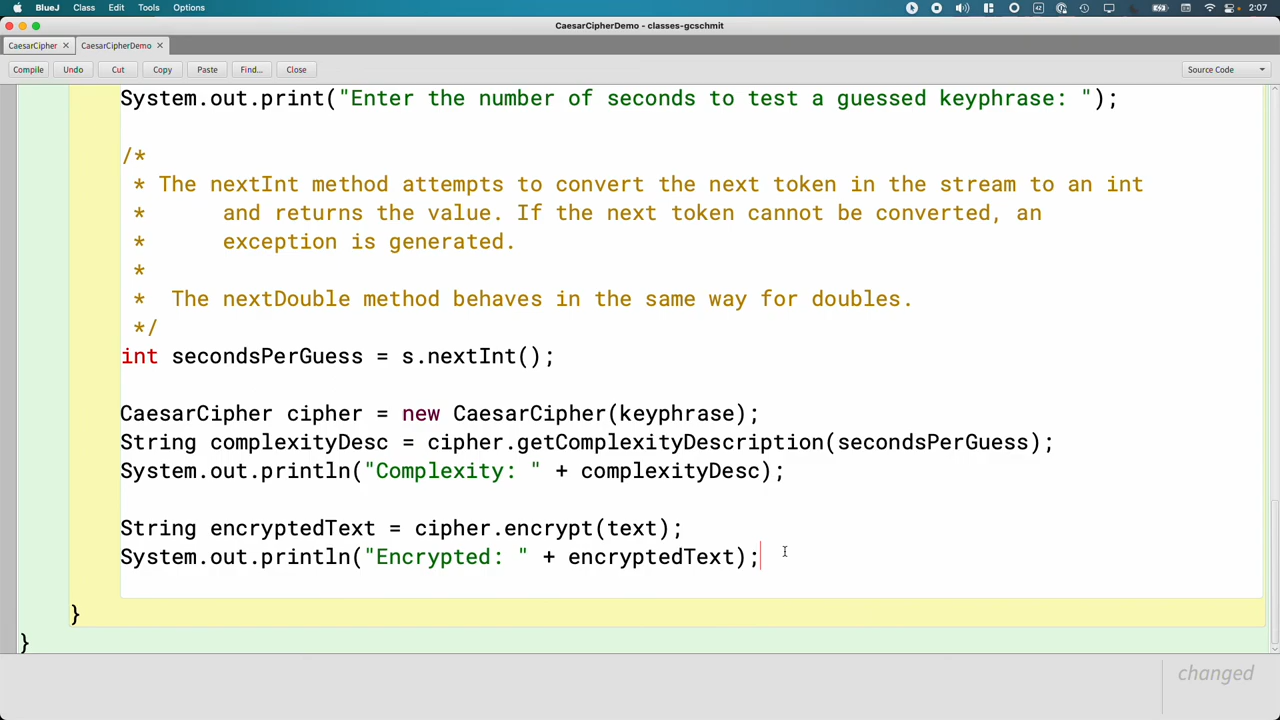 BlueJ Class Edit Tools Options 2:07
CaesarCipherDemo - classes-gcschmit
CaesarCipher × CaesarCipherDemo ×
Compile Undo Cut Copy Paste Find... Close Source Code
System.out.print("Enter the number of seconds to test a guessed keyphrase: ");
/*
* The nextInt method attempts to convert the next token in the stream to an int
* and returns the value. If the next token cannot be converted, an
* exception is generated.
*
* The nextDouble method behaves in the same way for doubles.
*/
int secondsPerGuess = s.nextInt();
CaesarCipher cipher = new CaesarCipher(keyphrase);
String complexityDesc = cipher.getComplexityDescription(secondsPerGuess);
System.out.println("Complexity: " + complexityDesc);
String encryptedText = cipher.encrypt(text);
System.out.println("Encrypted: " + encryptedText);
}
}
changed